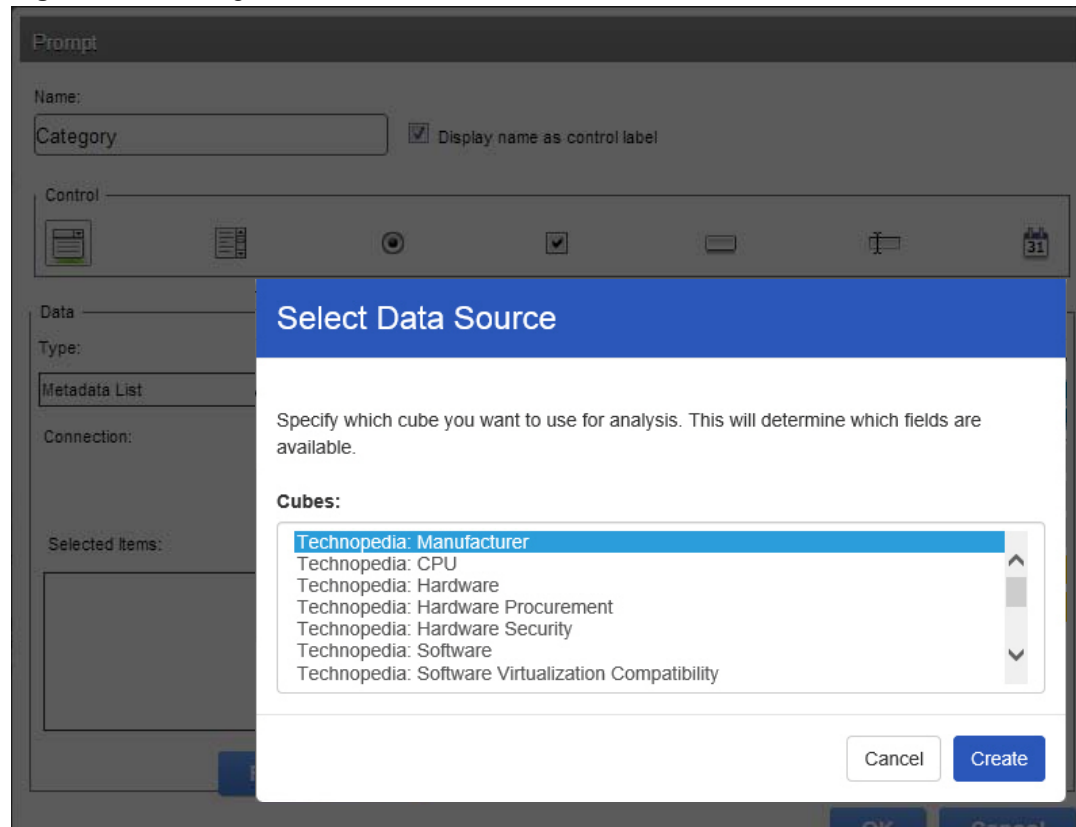 Prompt
Name:
Category
Display name as control label
Control
31
Data
Type:
Metadata List
Connection:
Selected Items:
Select Data Source
Specify which cube you want to use for analysis. This will determine which fields are
available.
Cubes:
Technopedia: Manufacturer
Technopedia: CPU
Technopedia: Hardware
Technopedia: Hardware Procurement
Technopedia: Hardware Security
Technopedia: Software
Technopedia: Software Virtualization Compatibility
Cancel
Create